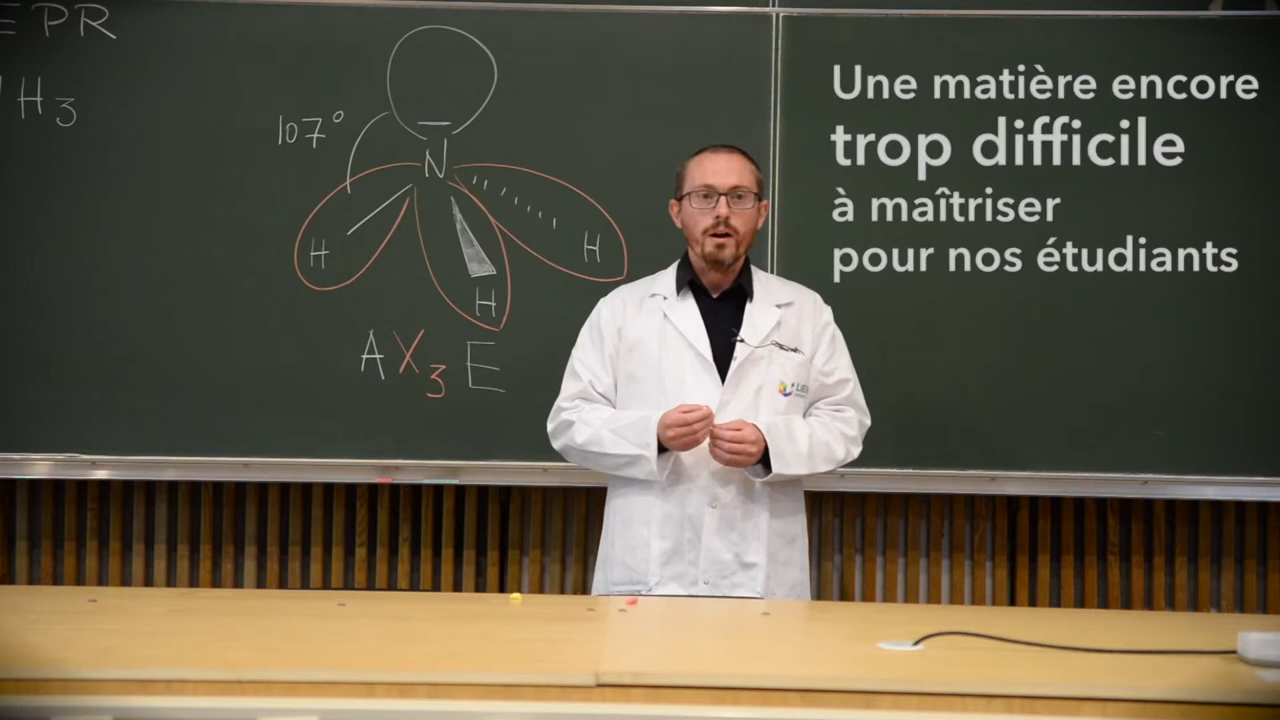 EPR
H3
107°
N
H
H
H
AX3E
Une matière encore
trop difficile
à maîtriser
pour nos étudiants